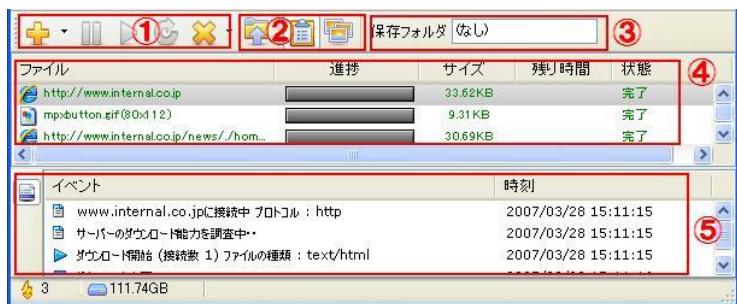 ① ② 保存フォルダ (なし) ③
ファイル 進捗 サイズ 残り時間 状態 ④
http://www.internal.co.jp 33.62KB 完了
mpxbutton.gif(80x112) 9.31KB 完了
http://www.internal.co.jp/news/./hom... 30.69KB 完了
イベント 時刻
www.internal.co.jpに接続中 プロトコル : http 2007/03/28 15:11:15
サーバーのダウンロード能力を調査中・・ 2007/03/28 15:11:15 ⑤
ダウンロード開始 (接続数 1) ファイルの種類 : text/html 2007/03/28 15:11:15
3 111.74GB